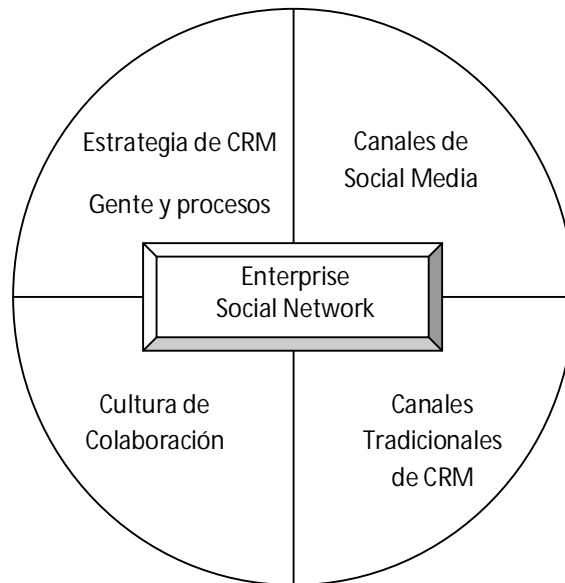 Estrategia de CRM
Gente y procesos
Canales de
Social Media
Enterprise
Social Network
Cultura de
Colaboración
Canales
Tradicionales
de CRM